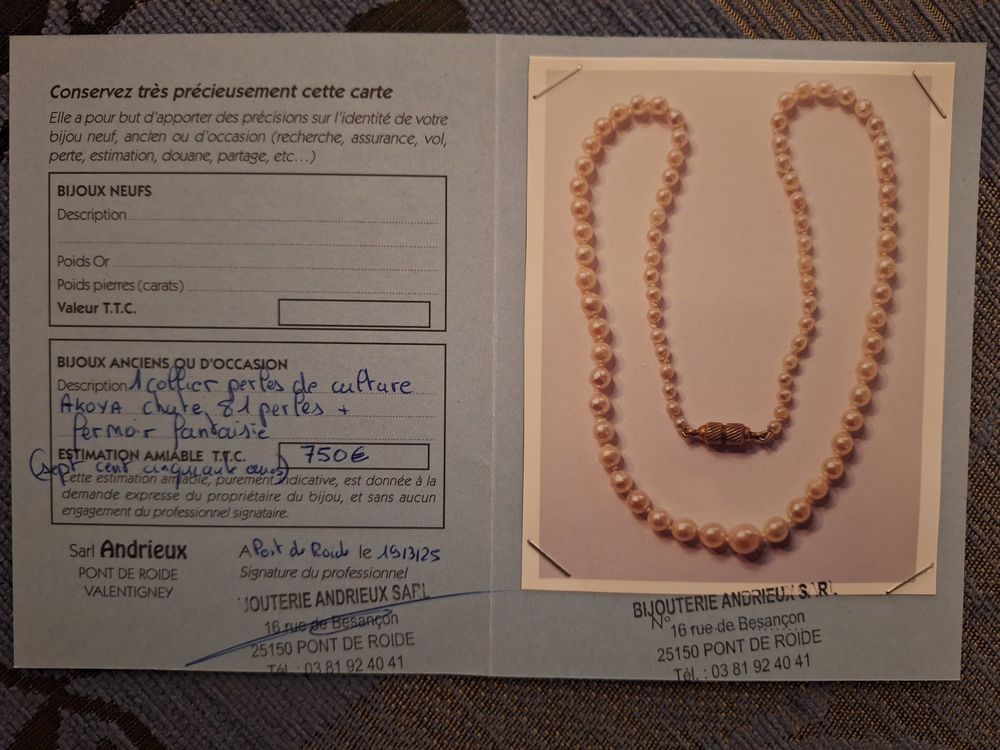 Conservez très précieusement cette carte
Elle a pour but d'apporter des précisions sur l'identité de votre
bijou neuf, ancien ou d'occasion (recherche, assurance, vol,
perte, estimation, douane, partage, etc...)
BIJOUX NEUFS
Description
Poids Or
Poids pierres (carats)
Valeur T.T.C.
BIJOUX ANCIENS OU D'OCCASION
Description 1 collier perles de culture
AKOYA chute, 81 perles +
fermoir fantaisie
ESTIMATION AMIABLE T.T.C. 750€
(sept cent cinquante euros)
Cette estimation amiable, purement indicative, est donnée à la
demande expresse du propriétaire du bijou, et sans aucun
engagement du professionnel signataire.
Sarl Andrieux
PONT DE ROIDE
VALENTIGNEY
A Pont de Roide le 19/3/25
Signature du professionnel
IJOUTERIE ANDRIEUX SARL
16 rue de Besançon
25150 PONT DE ROIDE
Tél. : 03 81 92 40 41
BIJOUTERIE ANDRIEUX SARL
N°
16 rue de Besançon
25150 PONT DE ROIDE
Tél. : 03 81 92 40 41